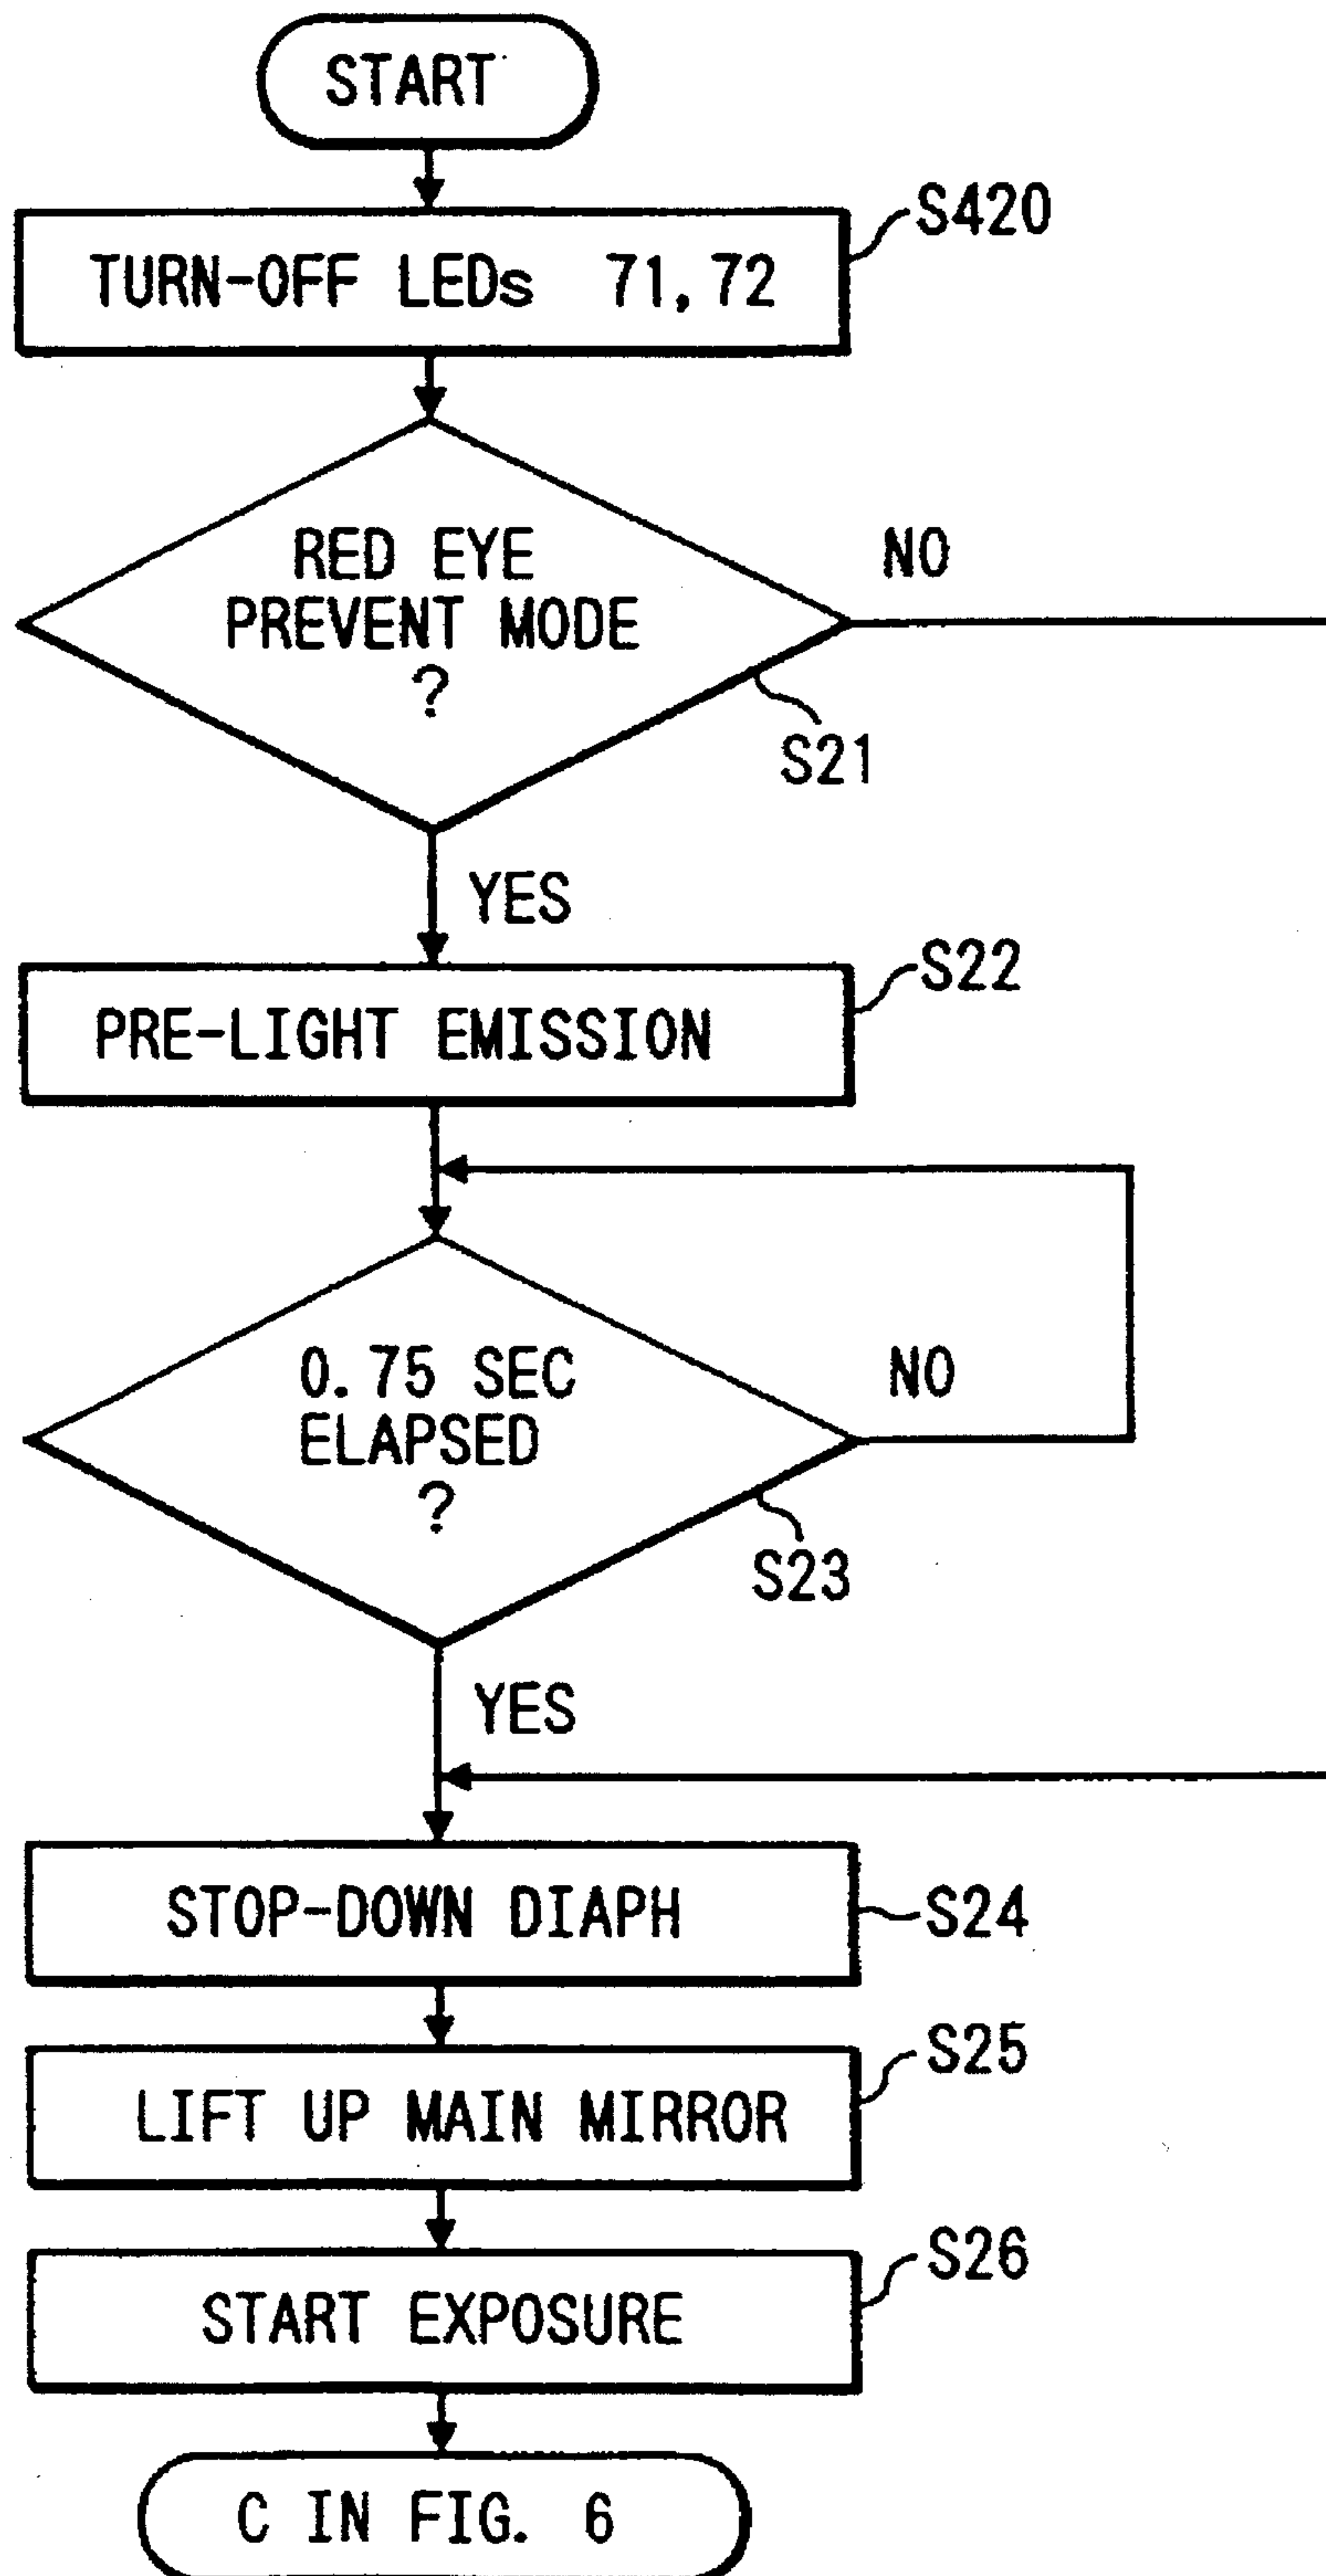 START
S420
TURN-OFF LEDs 71, 72
RED EYE
PREVENT MODE
?
NO
S21
YES
S22
PRE-LIGHT EMISSION
0.75 SEC
ELAPSED
?
NO
S23
YES
STOP-DOWN DIAPH
S24
S25
LIFT UP MAIN MIRROR
S26
START EXPOSURE
C IN FIG. 6